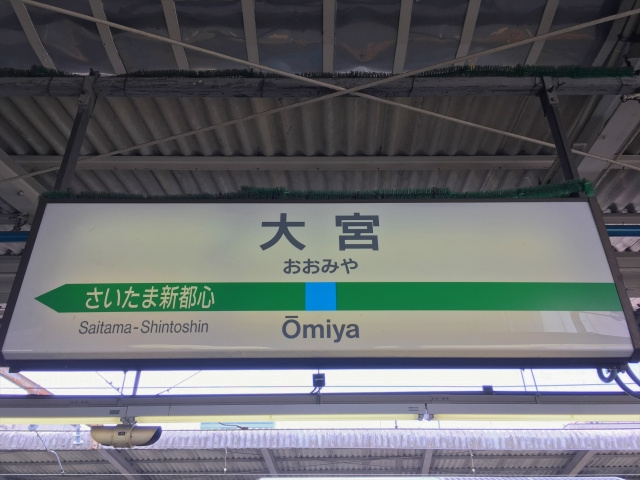 大宮
おおみや
さいたま新都心
Saitama-Shintoshin
Ōmiya